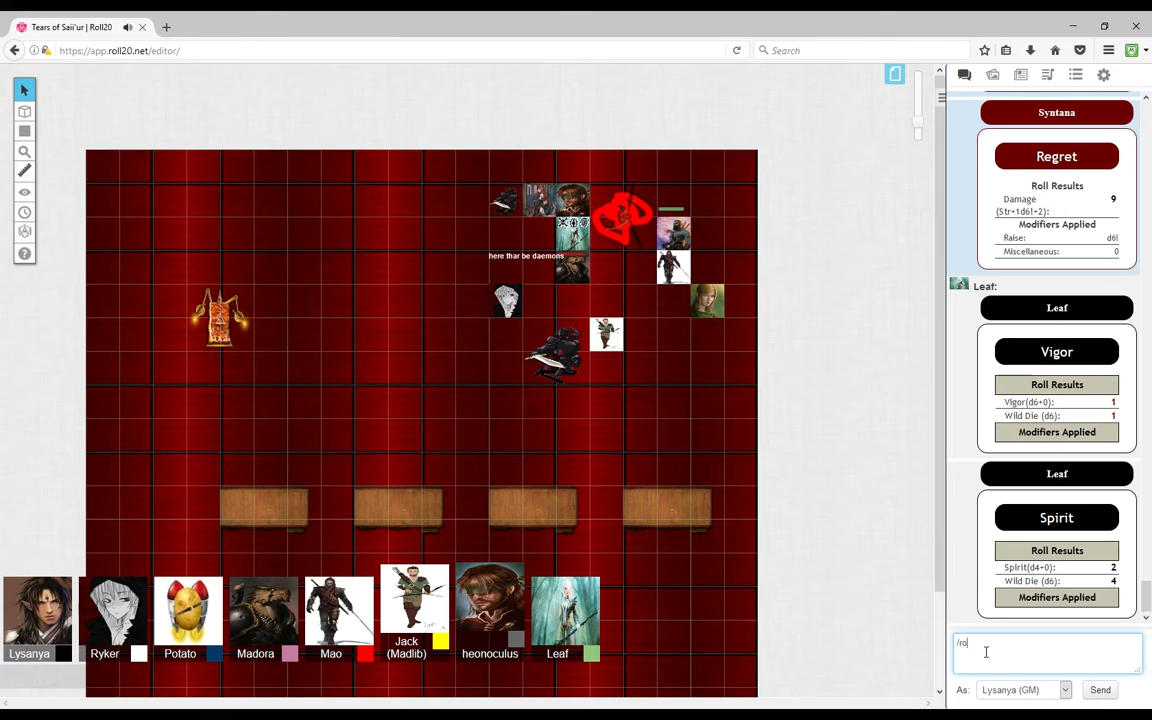 Tears of Saii'ur | Roll20
https://app.roll20.net/editor/
Search
Syntana
Regret
Roll Results
Damage 9
(Str+1d6!+2):
Modifiers Applied
Raise: d6!
Miscellaneous: 0
here thar be daemons
Leaf:
Leaf
Vigor
Roll Results
Vigor(d6+0): 1
Wild Die (d6): 1
Modifiers Applied
Leaf
Spirit
Roll Results
Spirit(d4+0): 2
Wild Die (d6): 4
Modifiers Applied
Lysanya
Ryker
Potato
Madora
Mao
Jack
(Madlib)
heonoculus
Leaf
/ro
As: Lysanya (GM) Send